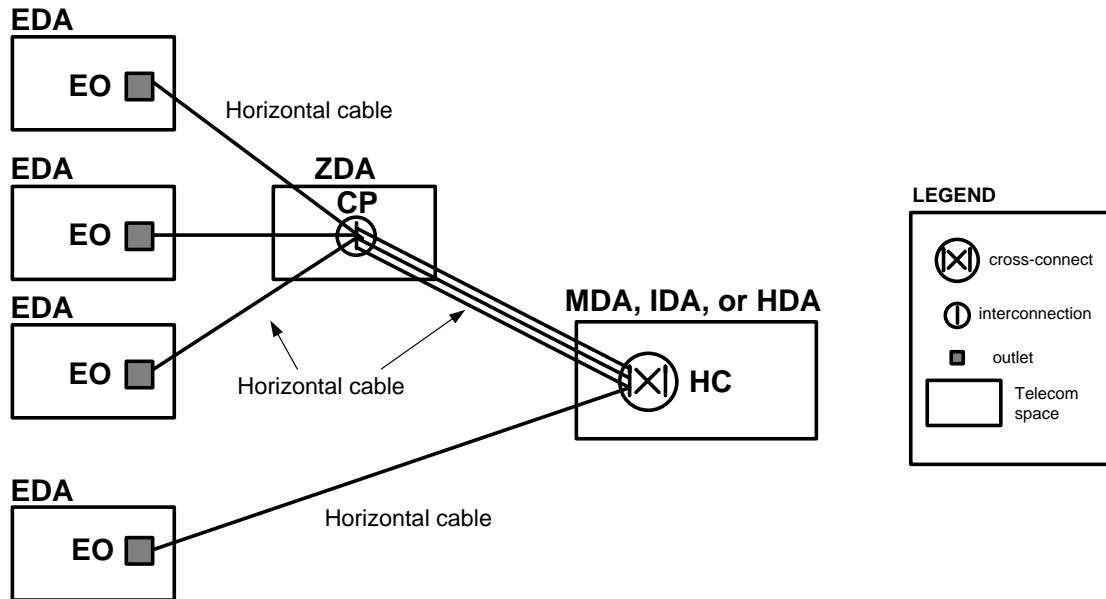 EDA
EO
Horizontal cable
EDA
EO
ZDA
CP
EDA
EO
Horizontal cable
MDA, IDA, or HDA
HC
EDA
EO
Horizontal cable
LEGEND
cross-connect
interconnection
outlet
Telecom
space